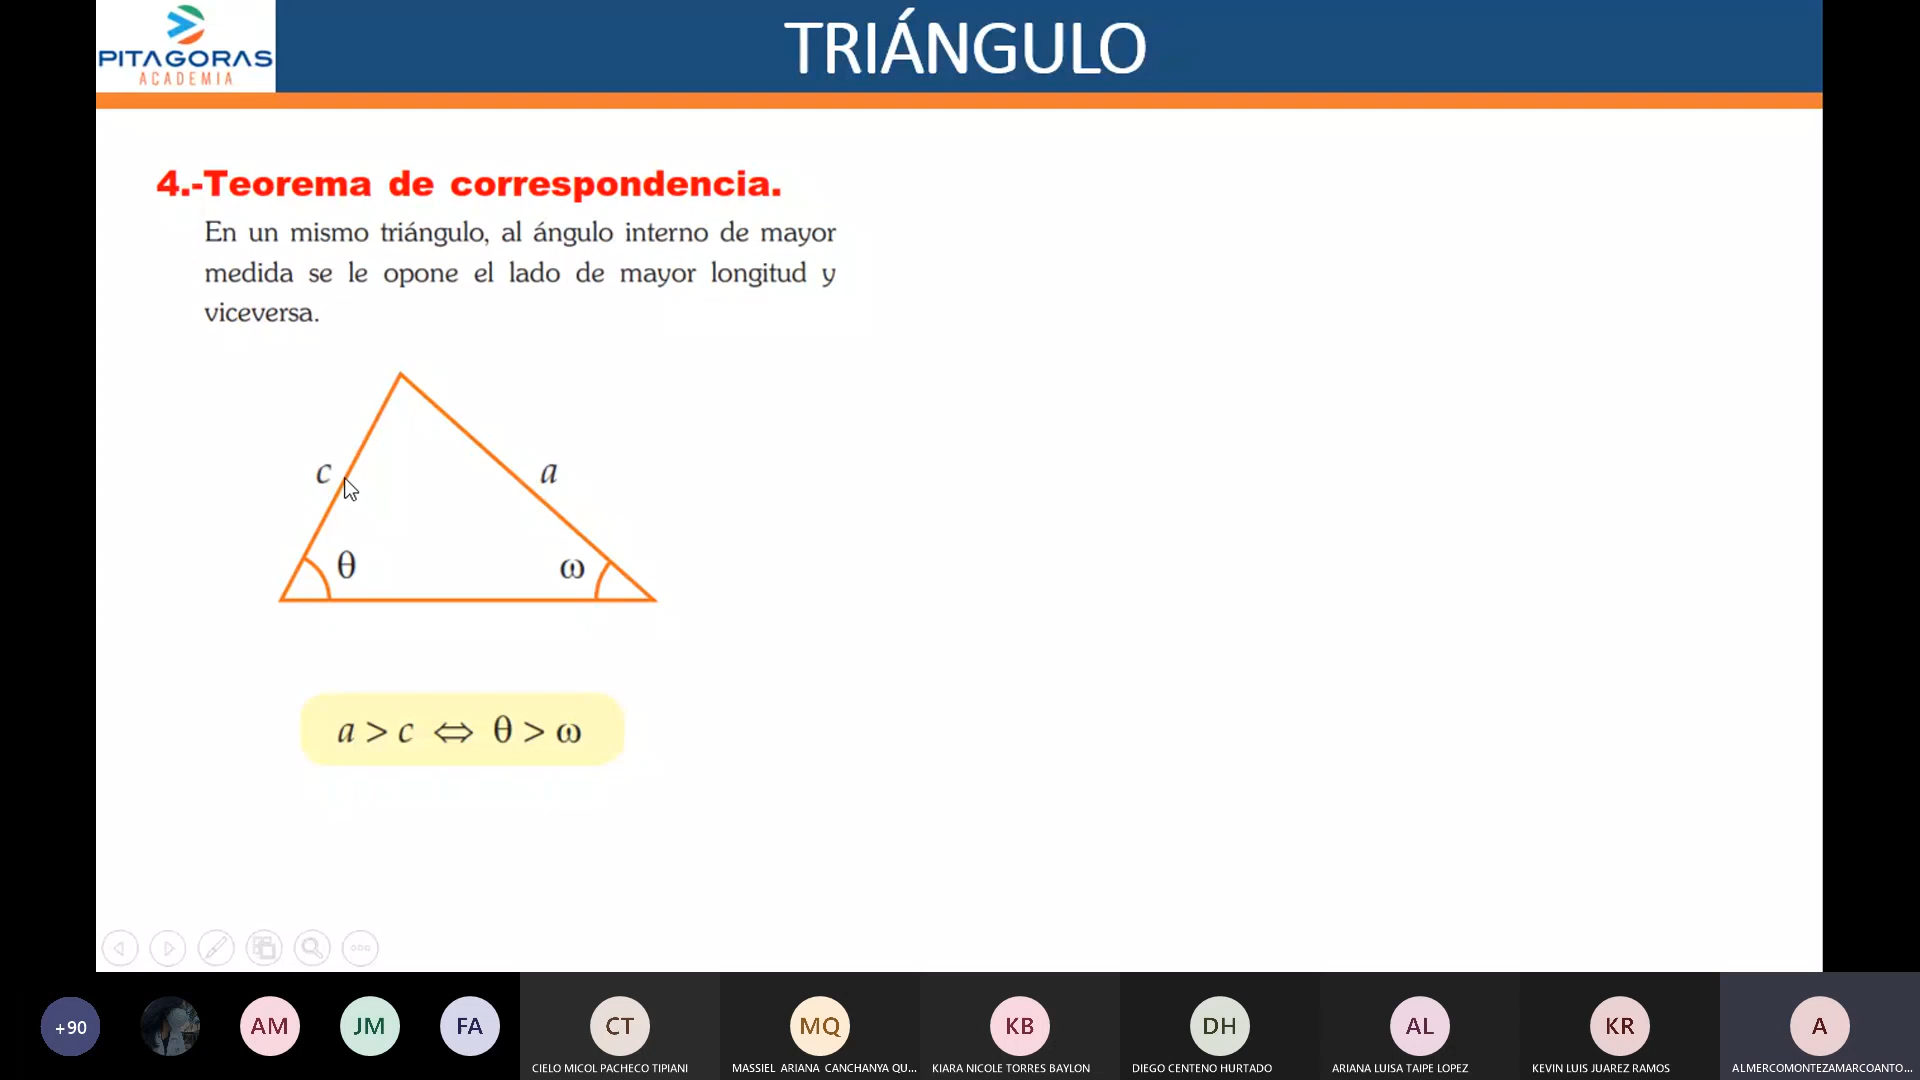 PITAGORAS
ACADEMIA
TRIÁNGULO
4.-Teorema de correspondencia.
En un mismo triángulo, al ángulo interno de mayor
medida se le opone el lado de mayor longitud y
viceversa.
c
a
θ
ω
a > c ⇔ θ > ω
+90
AM
JM
FA
CT
MQ
KB
DH
AL
KR
A
CIELO MICOL PACHECO TIPIANI
MASSIEL ARIANA CANCHANYA QU...
KIARA NICOLE TORRES BAYLON
DIEGO CENTENO HURTADO
ARIANA LUISA TAIPE LOPEZ
KEVIN LUIS JUAREZ RAMOS
ALMERCOMONTEZAMARCOANTO...